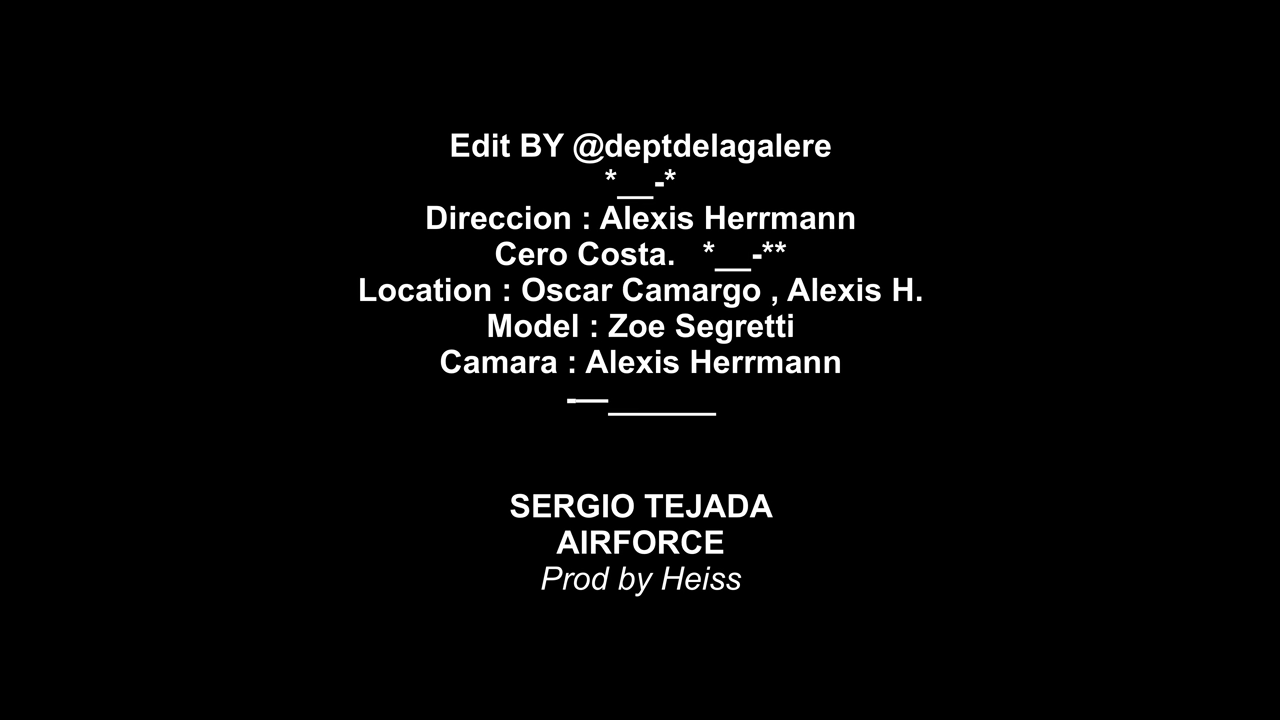 Edit BY @deptdelagalere
*__-*
Direccion : Alexis Herrmann
Cero Costa.   *__-**
Location : Oscar Camargo , Alexis H.
Model : Zoe Segretti
Camara : Alexis Herrmann
-—______
SERGIO TEJADA
AIRFORCE
Prod by Heiss